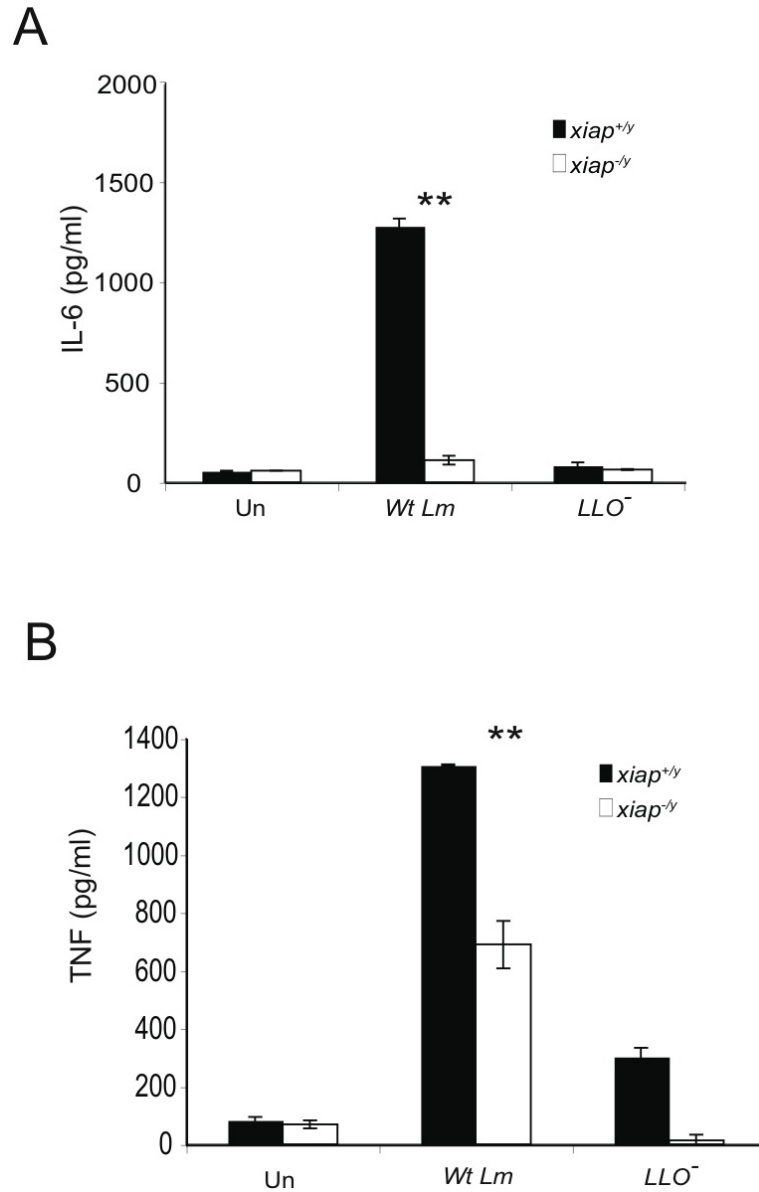 A
2000
1500
1000
500
0
IL-6 (pg/ml)
**
xiap+/y
xiap-/y
Un
Wt Lm
LLO-
B
1400
1200
1000
800
600
400
200
0
TNF (pg/ml)
**
xiap+/y
xiap-/y
Un
Wt Lm
LLO-